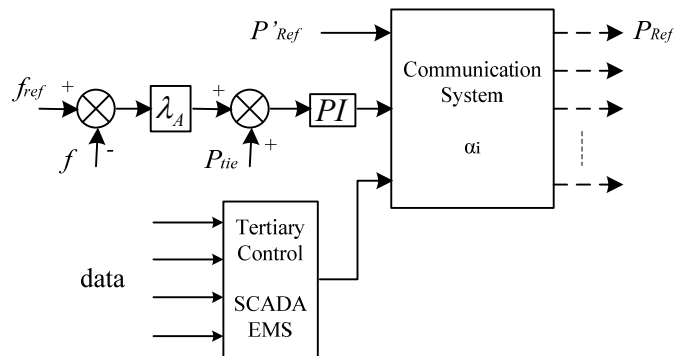 P'Ref
PRef
Communication
System
αi
fref
+
-
f
λA
+
+
Ptie
PI
Tertiary
Control
SCADA
EMS
data